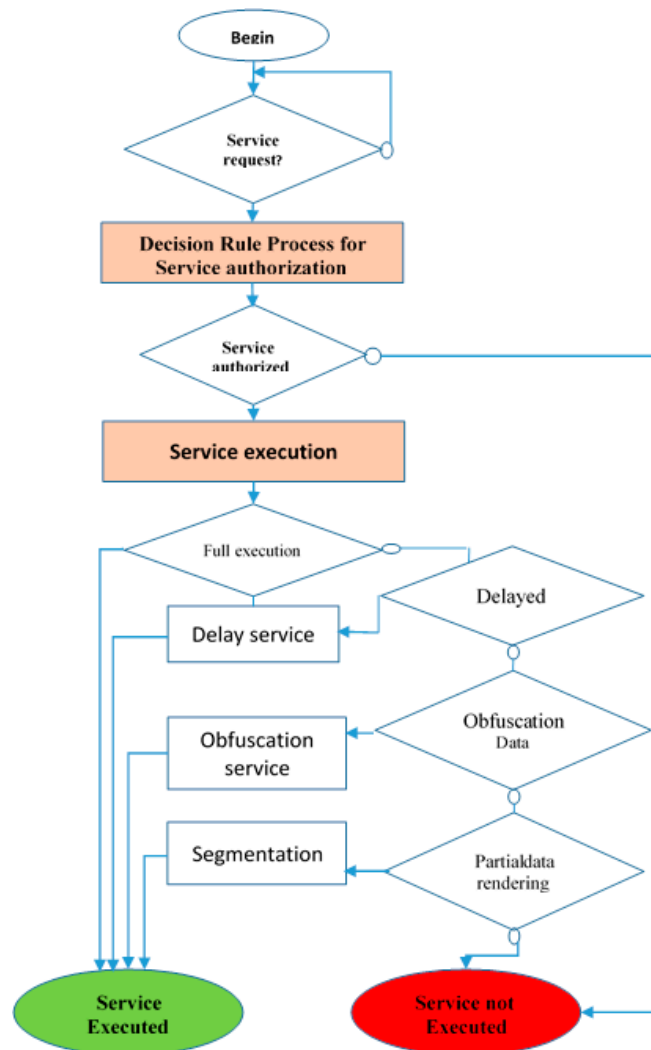 Begin
Service
request?
Decision Rule Process for
Service authorization
Service
authorized
Service execution
Full execution
Delayed
Delay service
Obfuscation
Data
Obfuscation
service
Segmentation
Partialdata
rendering
Service
Executed
Service not
Executed